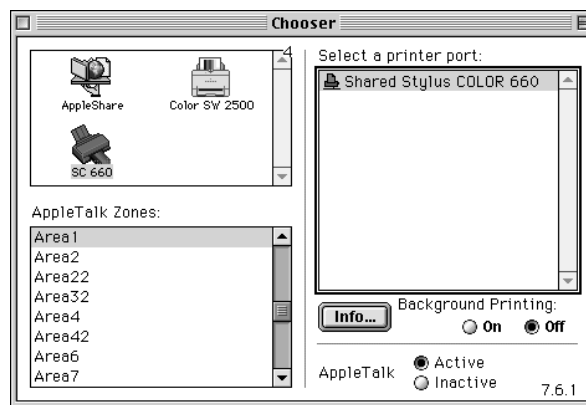 Chooser
4
AppleShare
Color SW 2500
SC 660
Select a printer port:
Shared Stylus COLOR 660
AppleTalk Zones:
Area1
Area2
Area22
Area32
Area4
Area42
Area6
Area7
Info...
Background Printing:
On Off
AppleTalk
Active
Inactive
7.6.1